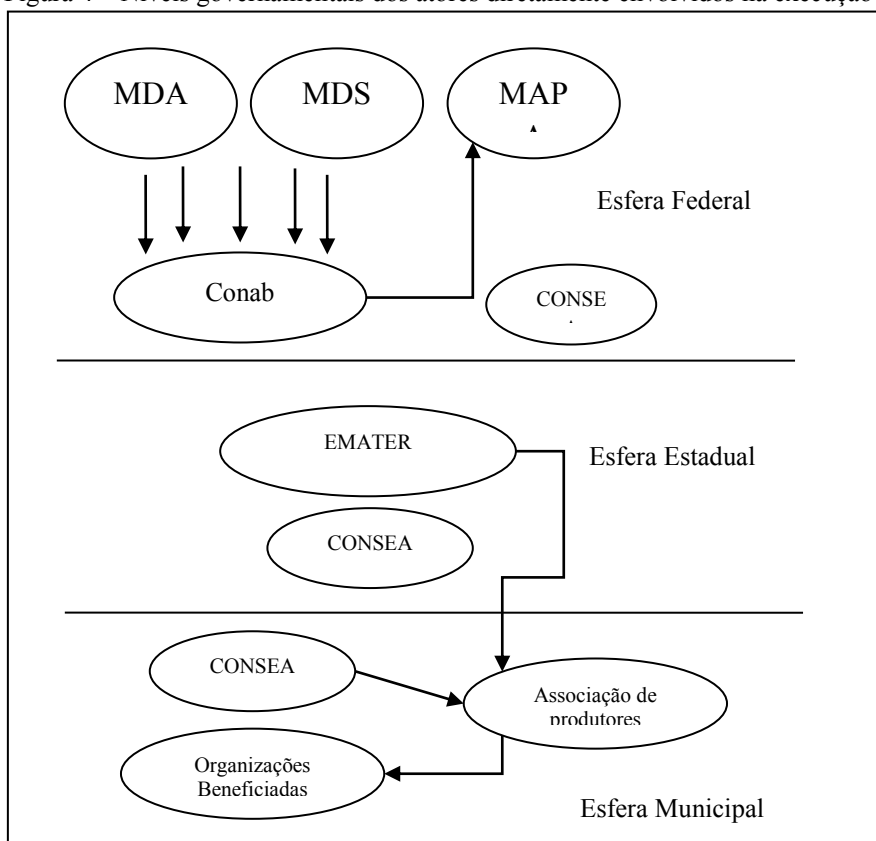 Figura 4 – Níveis governamentais dos atores diretamente envolvidos na execução
MDA
MDS
MAP
Esfera Federal
Conab
CONSE
EMATER
Esfera Estadual
CONSEA
CONSEA
Associação de
produtores
Organizações
Beneficiadas
Esfera Municipal